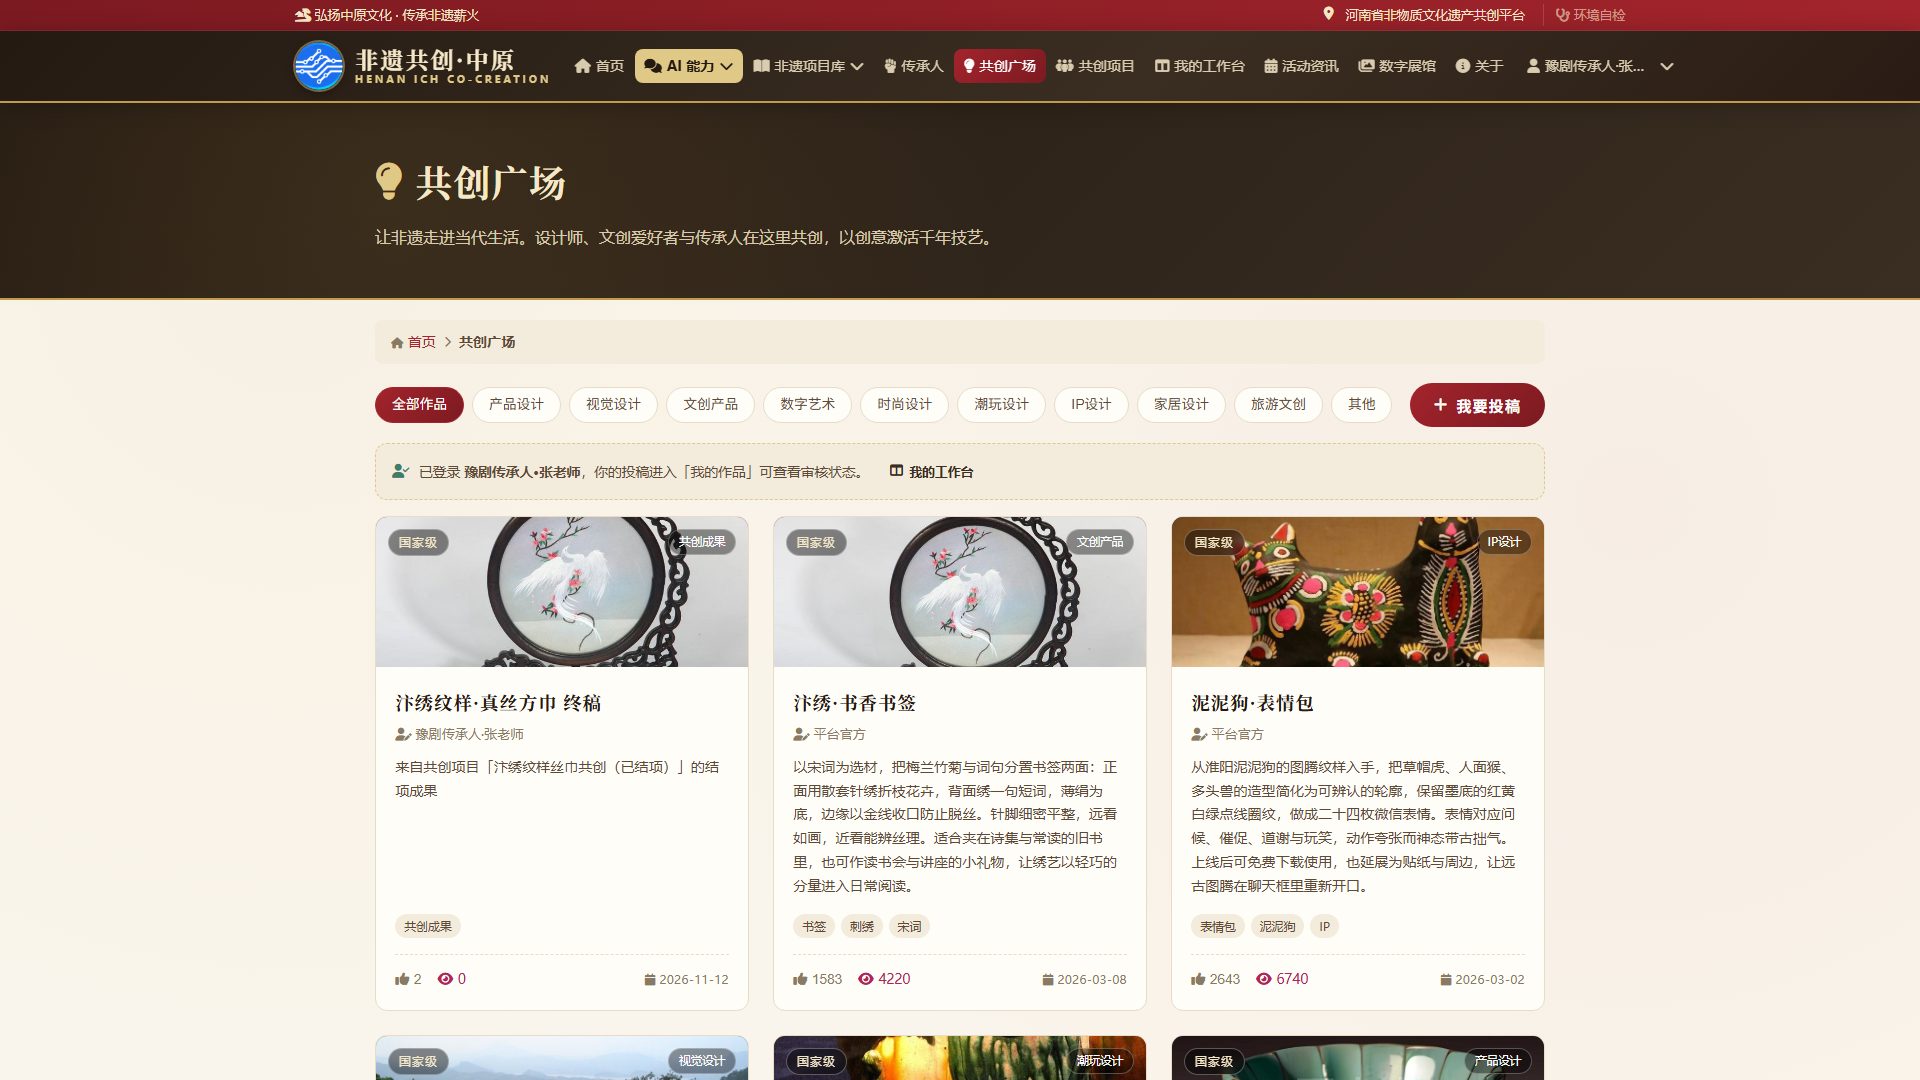 弘扬中原文化 · 传承非遗薪火
河南省非物质文化遗产共创平台
环境自检
非遗共创·中原
HENAN ICH CO-CREATION
首页
AI 能力
非遗项目库
传承人
共创广场
共创项目
我的工作台
活动资讯
数字展馆
关于
豫剧传承人·张...
共创广场
让非遗走进当代生活。设计师、文创爱好者与传承人在这里共创，以创意激活千年技艺。
首页 > 共创广场
全部作品
产品设计
视觉设计
文创产品
数字艺术
时尚设计
潮玩设计
IP设计
家居设计
旅游文创
其他
+ 我要投稿
已登录 豫剧传承人•张老师，你的投稿进入「我的作品」可查看审核状态。
我的工作台
国家级
共创成果
汴绣纹样·真丝方巾 终稿
豫剧传承人·张老师
来自共创项目「汴绣纹样丝巾共创（已结项）」的结
项成果
共创成果
2
0
2026-11-12
国家级
文创产品
汴绣·书香书签
平台官方
以宋词为选材，把梅兰竹菊与词句分置书签两面：正
面用散套针绣折枝花卉，背面绣一句短词，薄绢为
底，边缘以金线收口防止脱丝。针脚细密平整，远看
如画，近看能辨丝理。适合夹在诗集与常读的旧书
里，也可作读书会与讲座的小礼物，让绣艺以轻巧的
分量进入日常阅读。
书签
刺绣
宋词
1583
4220
2026-03-08
国家级
IP设计
泥泥狗·表情包
平台官方
从淮阳泥泥狗的图腾纹样入手，把草帽虎、人面猴、
多头兽的造型简化为可辨认的轮廓，保留墨底的红黄
白绿点线圈纹，做成二十四枚微信表情。表情对应问
候、催促、道谢与玩笑，动作夸张而神态带古拙气。
上线后可免费下载使用，也延展为贴纸与周边，让远
古图腾在聊天框里重新开口。
表情包
泥泥狗
IP
2643
6740
2026-03-02
国家级
视觉设计
国家级
潮玩设计
国家级
产品设计